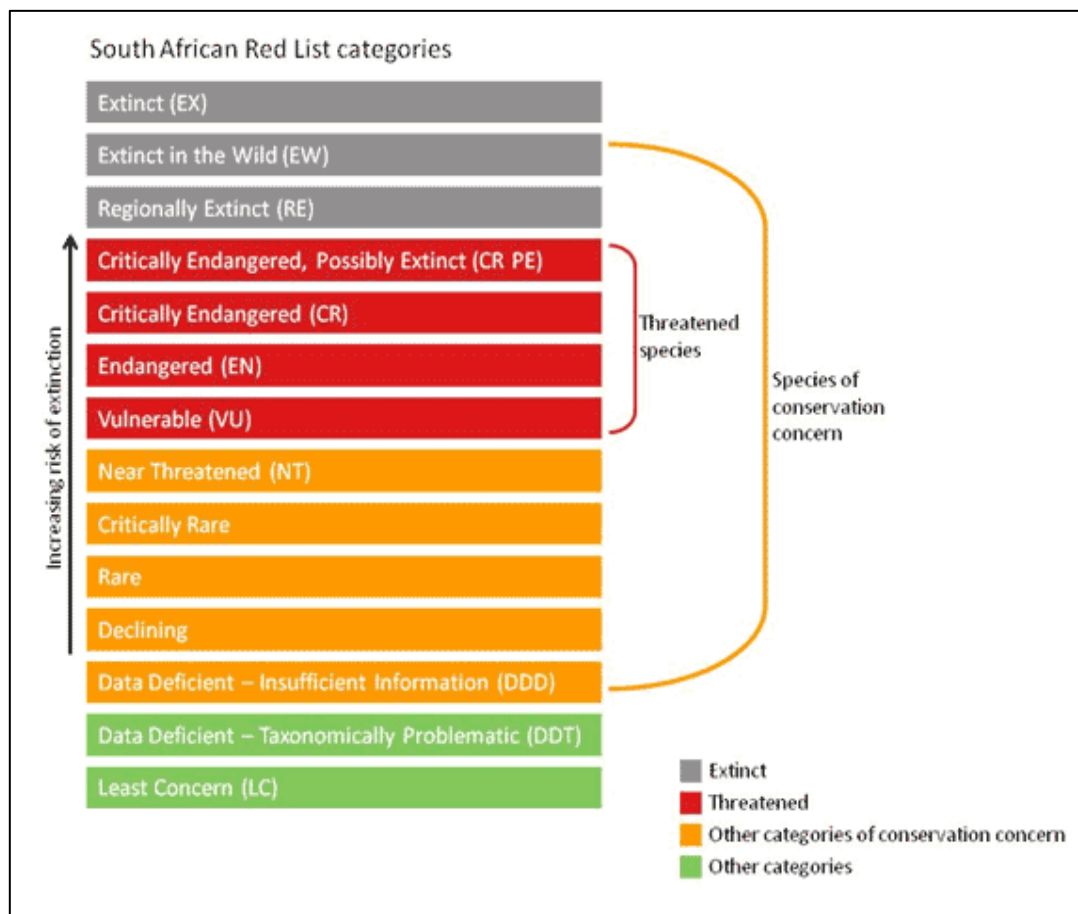 South African Red List categories
Extinct (EX)
Extinct in the Wild (EW)
Regionally Extinct (RE)
Critically Endangered, Possibly Extinct (CR PE)
Critically Endangered (CR)
Endangered (EN)
Vulnerable (VU)
Near Threatened (NT)
Critically Rare
Rare
Declining
Data Deficient – Insufficient Information (DDD)
Data Deficient – Taxonomically Problematic (DDT)
Least Concern (LC)
Increasing risk of extinction
Threatened
species
Species of
conservation
concern
Extinct
Threatened
Other categories of conservation concern
Other categories